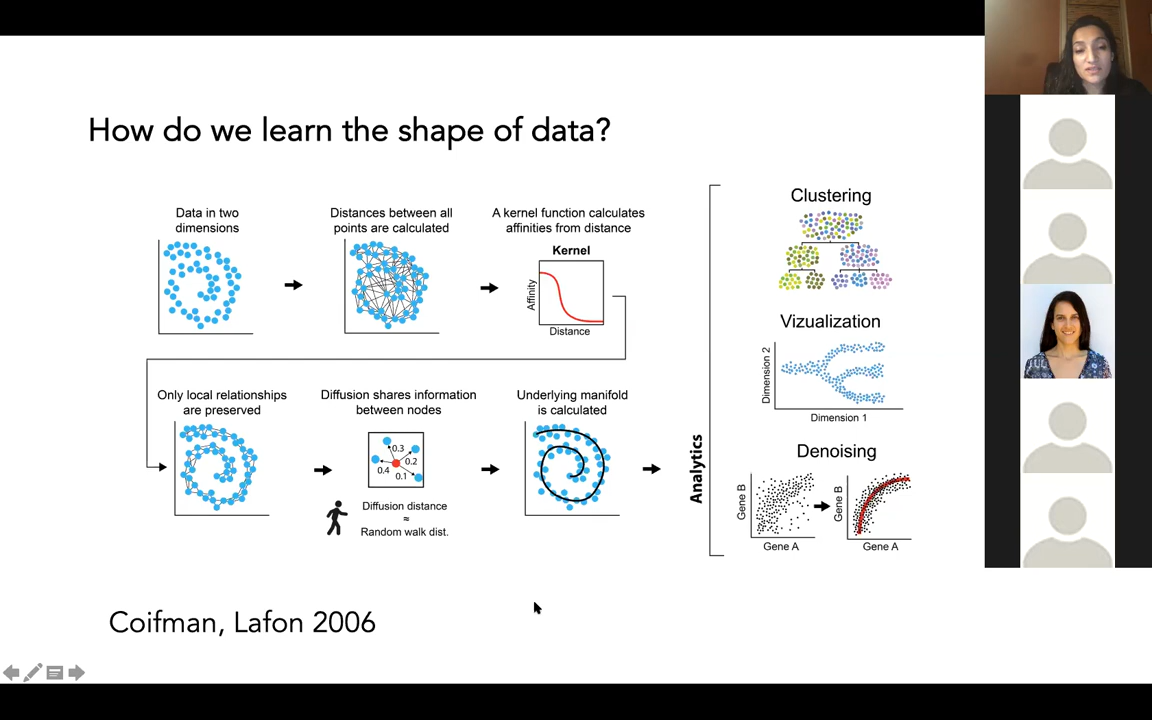 How do we learn the shape of data?
Data in two
dimensions
Distances between all
points are calculated
A kernel function calculates
affinities from distance
Kernel
Affinity
Distance
Only local relationships
are preserved
Diffusion shares information
between nodes
0.3
0.2
0.4
0.1
Diffusion distance
≈
Random walk dist.
Underlying manifold
is calculated
Analytics
Clustering
Vizualization
Dimension 2
Dimension 1
Denoising
Gene B
Gene A
Gene B
Gene A
Coifman, Lafon 2006